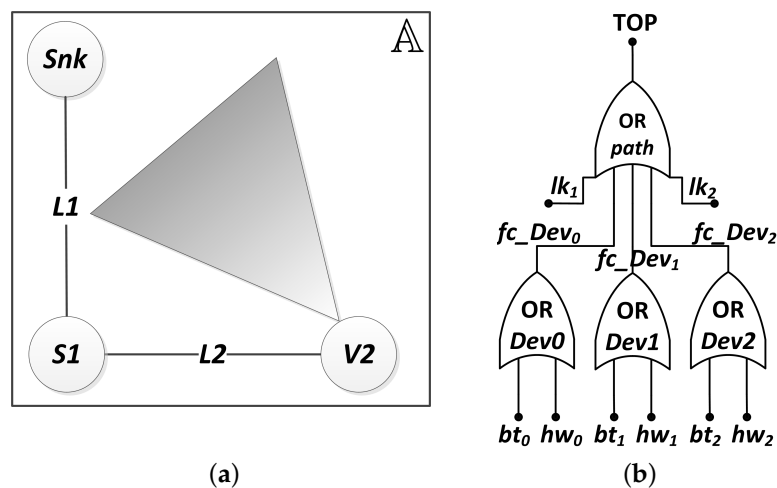 𝔸
Snk
L1
S1
L2
V2
(a)
TOP
OR
path
lk₁
lk₂
fc_Dev₀
fc_Dev₁
fc_Dev₂
OR
Dev0
OR
Dev1
OR
Dev2
bt₀ hw₀ bt₁ hw₁ bt₂ hw₂
(b)